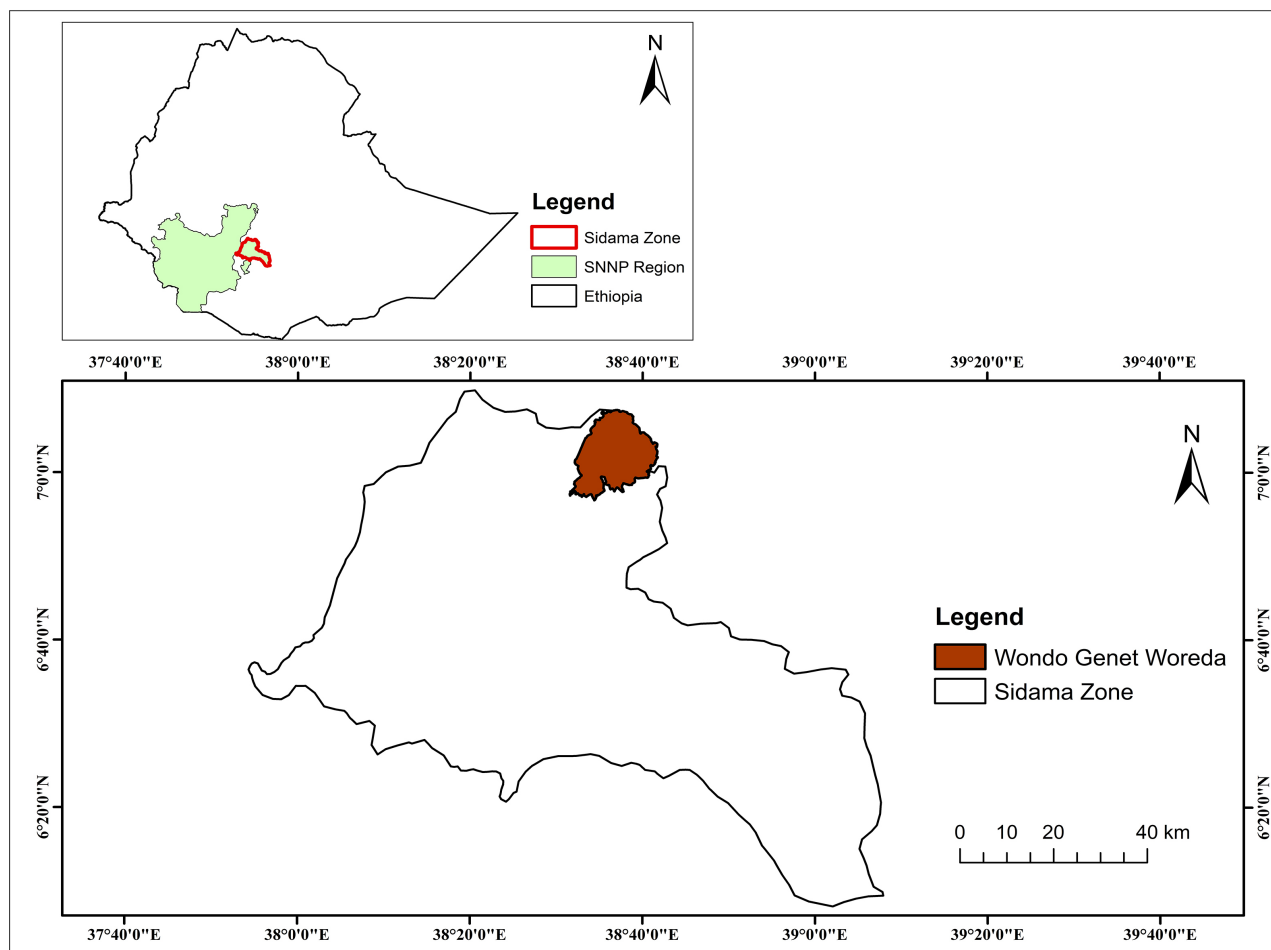 N
Legend
Sidama Zone
SNNP Region
Ethiopia
37°40'0"E 38°0'0"E 38°20'0"E 38°40'0"E 39°0'0"E 39°20'0"E 39°40'0"E
N
7°0'0"N 7°0'0"N
Legend
Wondo Genet Woreda
Sidama Zone
6°40'0"N 6°40'0"N
6°20'0"N 6°20'0"N
0 10 20 40 km
37°40'0"E 38°0'0"E 38°20'0"E 38°40'0"E 39°0'0"E 39°20'0"E 39°40'0"E